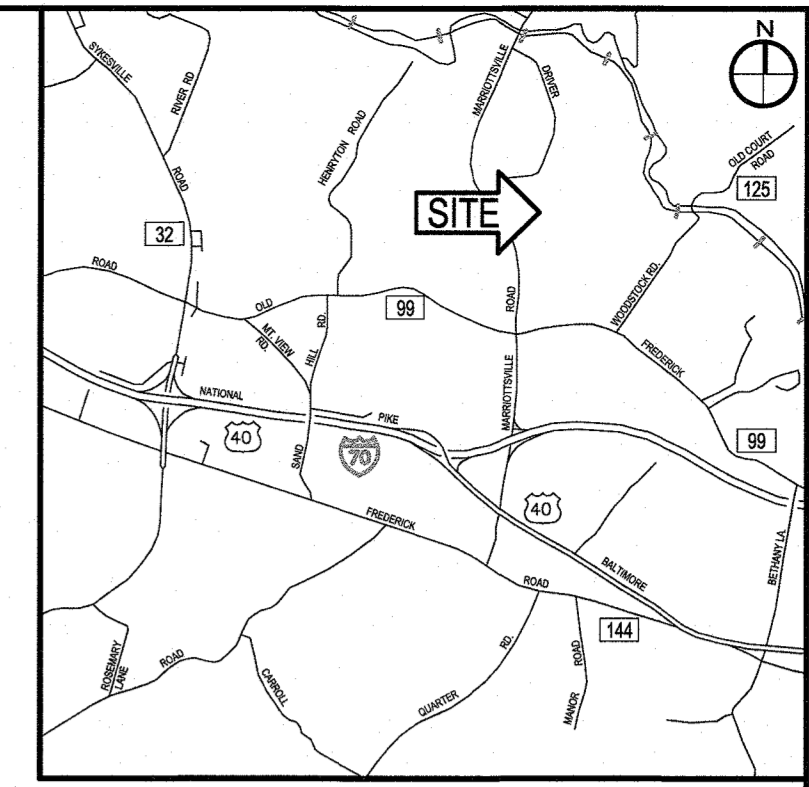 N
SYKESVILLE
RIVER RD
MARRIOTTSVILLE
DRIVER
HENRYTON ROAD
OLD COURT
ROAD
125
ROAD
SITE
32
ROAD
OLD
99
ROAD
WOODSTOCK RD.
MT. VIEW
RD.
HILL RD.
FREDERICK
NATIONAL
PIKE
MARRIOTTSVILLE
40
70
SAND
99
40
FREDERICK
BALTIMORE
BETHANY LA.
ROAD
144
ROSEMARY
LANE
ROAD
CARROLL
QUARTER
RD.
MANOR
ROAD